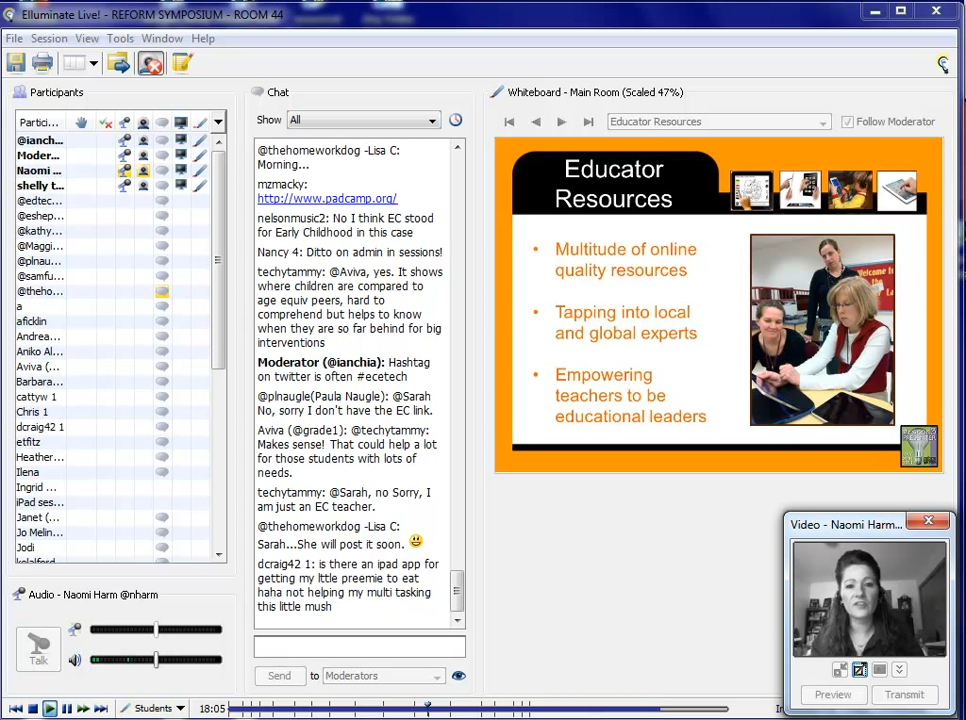 Elluminate Live! - REFORM SYMPOSIUM - ROOM 44
File Session View Tools Window Help
Participants
Partici...
@ianch...
Moder...
Naomi ...
shelly t...
@edtec...
@eshep...
@kathy...
@Maggi...
@plnau...
@samfu...
@theho...
a
aficklin
Andrea...
Aniko Al...
Aviva (...
Barbara...
cattyw 1
Chris 1
dcraig42 1
etfitz
Heather...
Ilena
Ingrid ...
iPad ses...
Janet (...
Jo Melin...
Jodi
Audio - Naomi Harm @nharm
Talk
Chat
Show All
@thehomeworkdog -Lisa C:
Morning...
mzmacky:
http://www.padcamp.org/
nelsonmusic2: No I think EC stood
for Early Childhood in this case
Nancy 4: Ditto on admin in sessions!
techytammy: @Aviva, yes. It shows
where children are compared to
age equiv peers, hard to
comprehend but helps to know
when they are so far behind for big
interventions
Moderator (@ianchia): Hashtag
on twitter is often #ecetech
@plnaugle(Paula Naugle): @Sarah
No, sorry I don't have the EC link.
Aviva (@grade1): @techytammy:
Makes sense! That could help a lot
for those students with lots of
needs.
techytammy: @Sarah, no Sorry, I
am just an EC teacher.
@thehomeworkdog -Lisa C:
Sarah...She will post it soon.
dcraig42 1: is there an ipad app for
getting my lttle preemie to eat
haha not helping my multi tasking
this little mush
Send to Moderators
Whiteboard - Main Room (Scaled 47%)
Educator Resources
Follow Moderator
Educator
Resources
• Multitude of online
quality resources
• Tapping into local
and global experts
• Empowering
teachers to be
educational leaders
Video - Naomi Harm...
Preview Transmit
Students 18:05